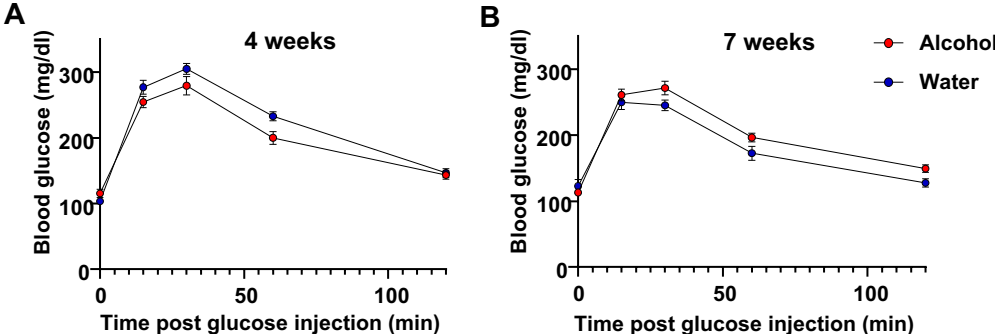 A
4 weeks
Blood glucose (mg/dl)
300
200
100
0
0 50 100
Time post glucose injection (min)
B
7 weeks
Alcohol
Water
Blood glucose (mg/dl)
300
200
100
0
0 50 100
Time post glucose injection (min)